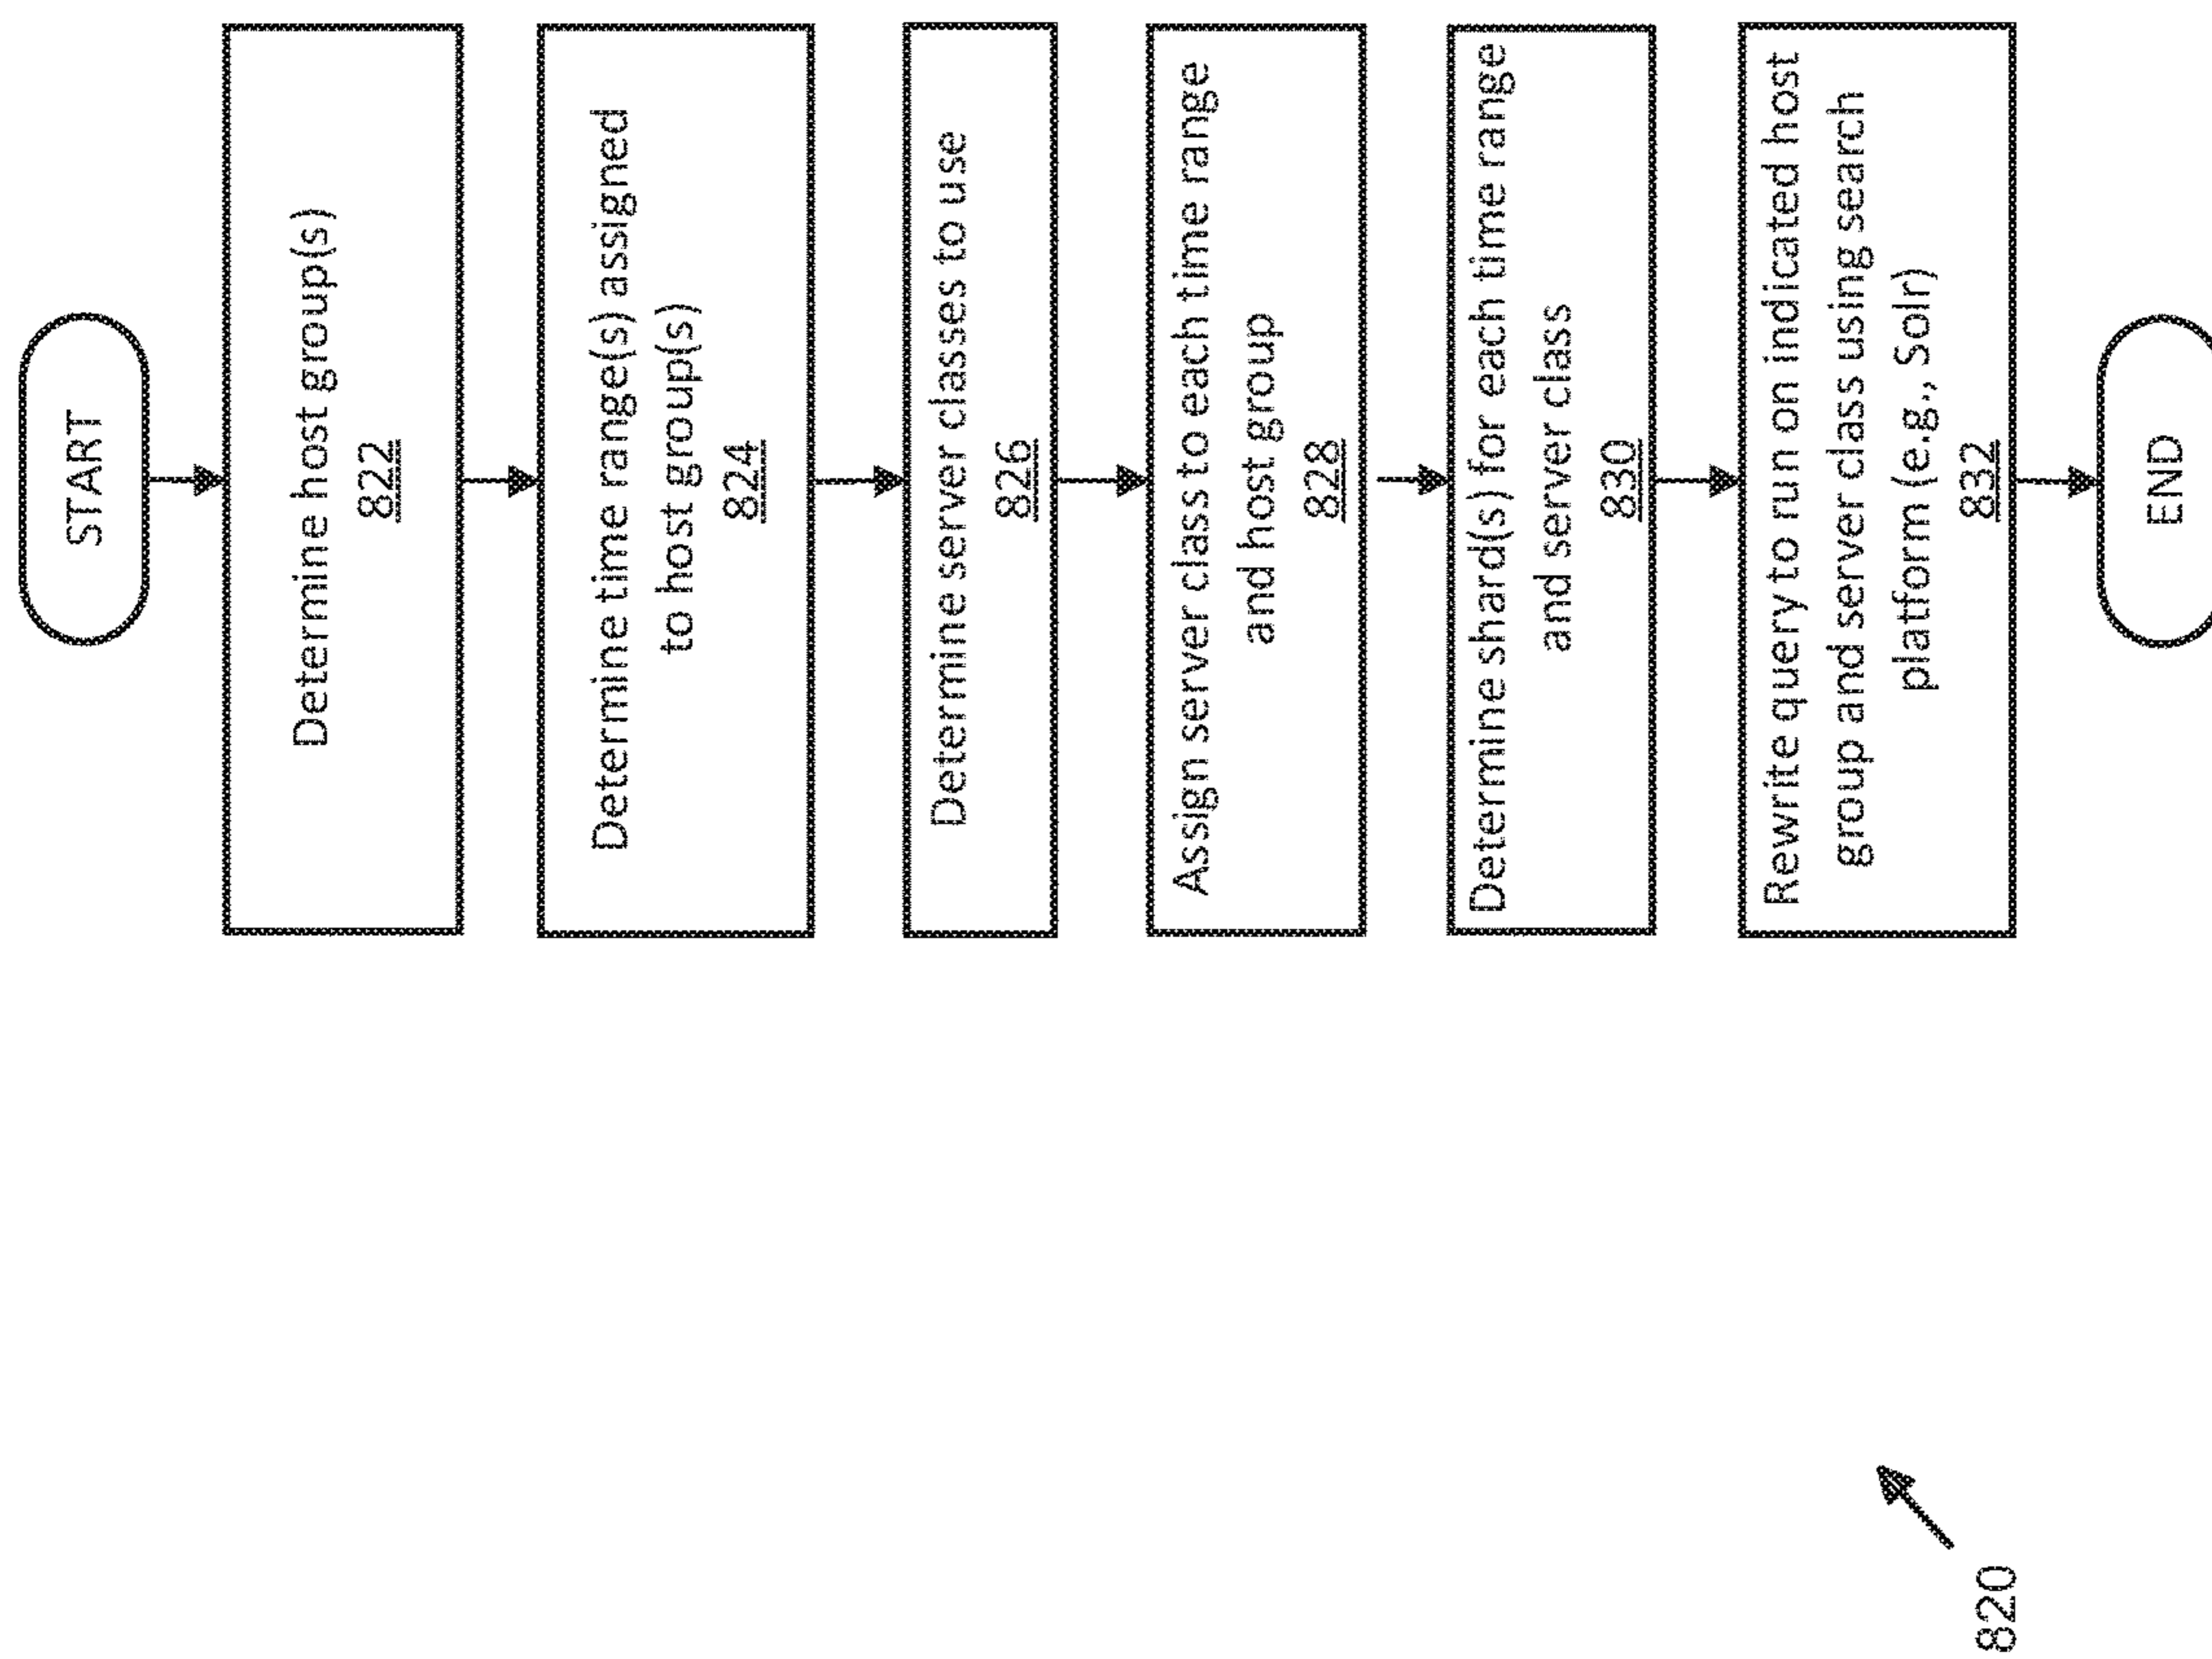 START
Determine host group(s)
822
Determine time range(s) assigned
to host group(s)
824
Determine server classes to use
826
Assign server class to each time range
and host group
828
Determine shard(s) for each time range
and server class
830
Rewrite query to run on indicated host
group and server class using search
platform (e.g., Solr)
832
END
820